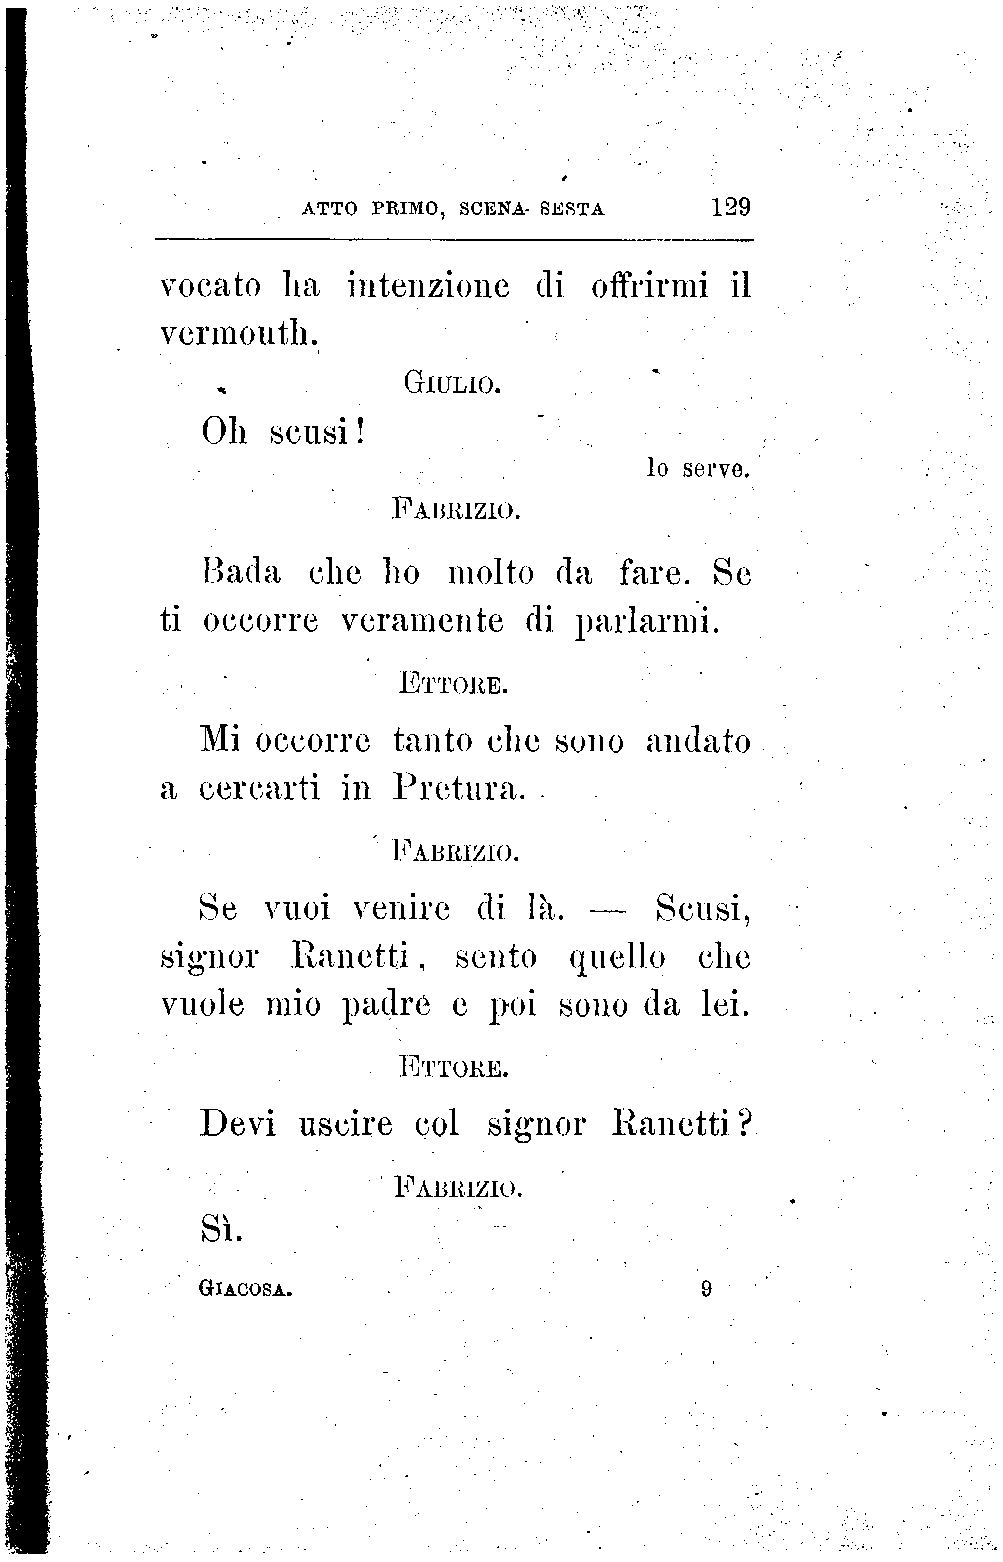 ATTO PRIMO, SCENA SESTA 129
vocato ha intenzione di offrirmi il
vermouth.
GIULIO.
Oh scusi!
lo serve.
FABRIZIO.
Bada che ho molto da fare. Se
ti occorre veramente di parlarmi.
ETTORE.
Mi occorre tanto che sono andato
a cercarti in Pretura.
FABRIZIO.
Se vuoi venire di là. — Scusi,
signor Ranetti, sento quello che
vuole mio padre e poi sono da lei.
ETTORE.
Devi uscire col signor Ranetti?
FABRIZIO.
Sì.
GIACOSA. 9